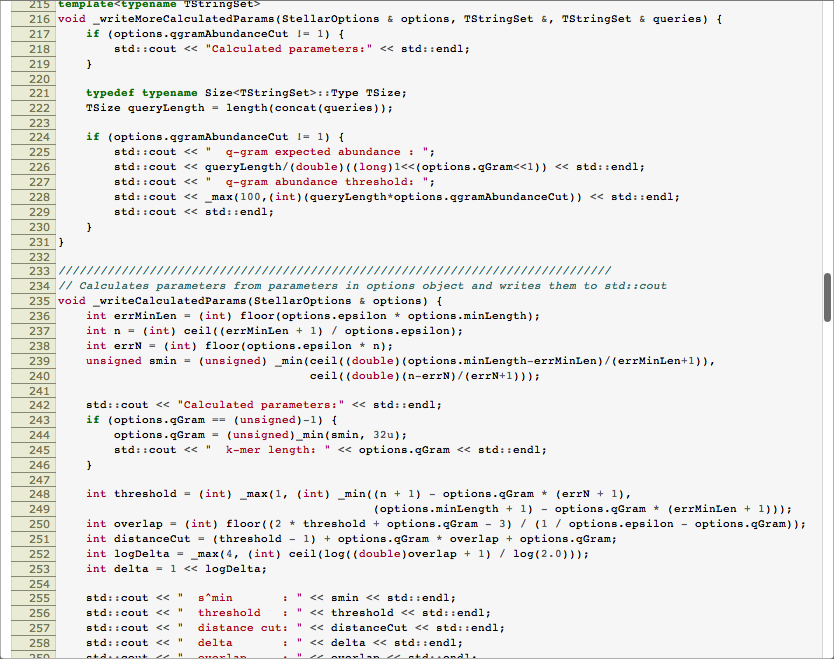 215 template<typename TStringSet>
216 void _writeMoreCalculatedParams(StellarOptions & options, TStringSet &, TStringSet & queries) {
217     if (options.qgramAbundanceCut != 1) {
218         std::cout << "Calculated parameters:" << std::endl;
219     }
220
221     typedef typename Size<TStringSet>::Type TSize;
222     TSize queryLength = length(concat(queries));
223
224     if (options.qgramAbundanceCut != 1) {
225         std::cout << "  q-gram expected abundance : ";
226         std::cout << queryLength/(double)((long)1<<(options.qGram<<1)) << std::endl;
227         std::cout << "  q-gram abundance threshold: ";
228         std::cout << _max(100,(int)(queryLength*options.qgramAbundanceCut)) << std::endl;
229         std::cout << std::endl;
230     }
231 }
232
233 ///////////////////////////////////////////////////////////////////////////////
234 // Calculates parameters from parameters in options object and writes them to std::cout
235 void _writeCalculatedParams(StellarOptions & options) {
236     int errMinLen = (int) floor(options.epsilon * options.minLength);
237     int n = (int) ceil((errMinLen + 1) / options.epsilon);
238     int errN = (int) floor(options.epsilon * n);
239     unsigned smin = (unsigned) _min(ceil((double)(options.minLength-errMinLen)/(errMinLen+1)),
240                                     ceil((double)(n-errN)/(errN+1)));
241
242     std::cout << "Calculated parameters:" << std::endl;
243     if (options.qGram == (unsigned)-1) {
244         options.qGram = (unsigned)_min(smin, 32u);
245         std::cout << "  k-mer length: " << options.qGram << std::endl;
246     }
247
248     int threshold = (int) _max(1, (int) _min((n + 1) - options.qGram * (errN + 1),
249                                              (options.minLength + 1) - options.qGram * (errMinLen + 1)));
250     int overlap = (int) floor((2 * threshold + options.qGram - 3) / (1 / options.epsilon - options.qGram));
251     int distanceCut = (threshold - 1) + options.qGram * overlap + options.qGram;
252     int logDelta = _max(4, (int) ceil(log((double)overlap + 1) / log(2.0)));
253     int delta = 1 << logDelta;
254
255     std::cout << "  s^min       : " << smin << std::endl;
256     std::cout << "  threshold   : " << threshold << std::endl;
257     std::cout << "  distance cut: " << distanceCut << std::endl;
258     std::cout << "  delta       : " << delta << std::endl;
259     std::cout << "  overlap     : " << overlap << std::endl;